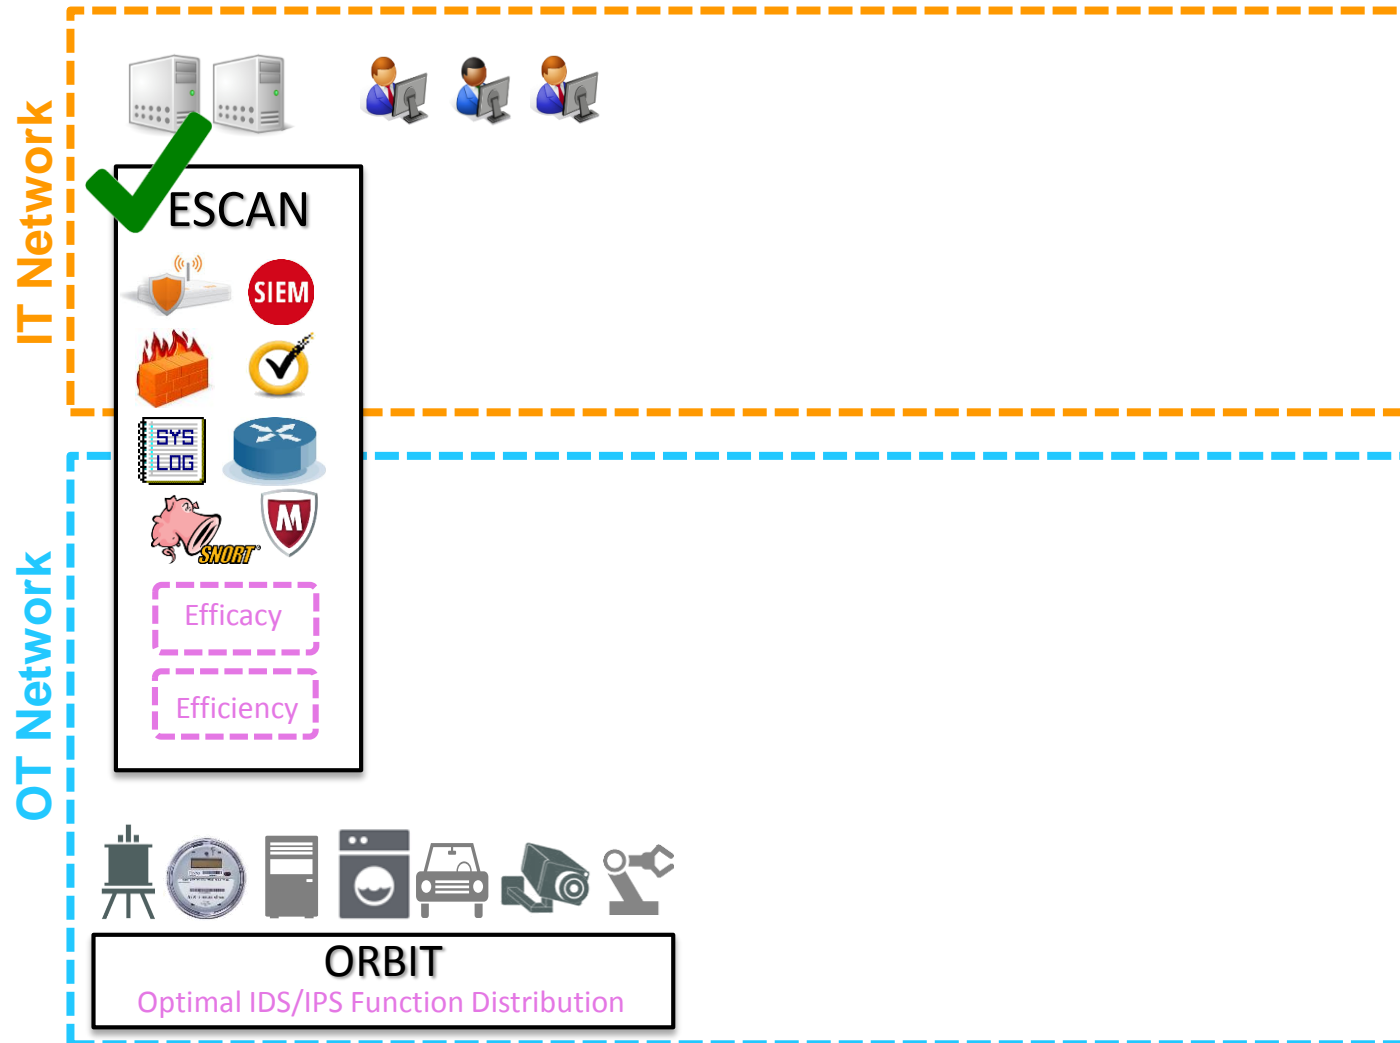 IT Network
ESCAN
SIEM
SYS
LOG
SNORT
M
Efficacy
Efficiency
OT Network
ORBIT
Optimal IDS/IPS Function Distribution